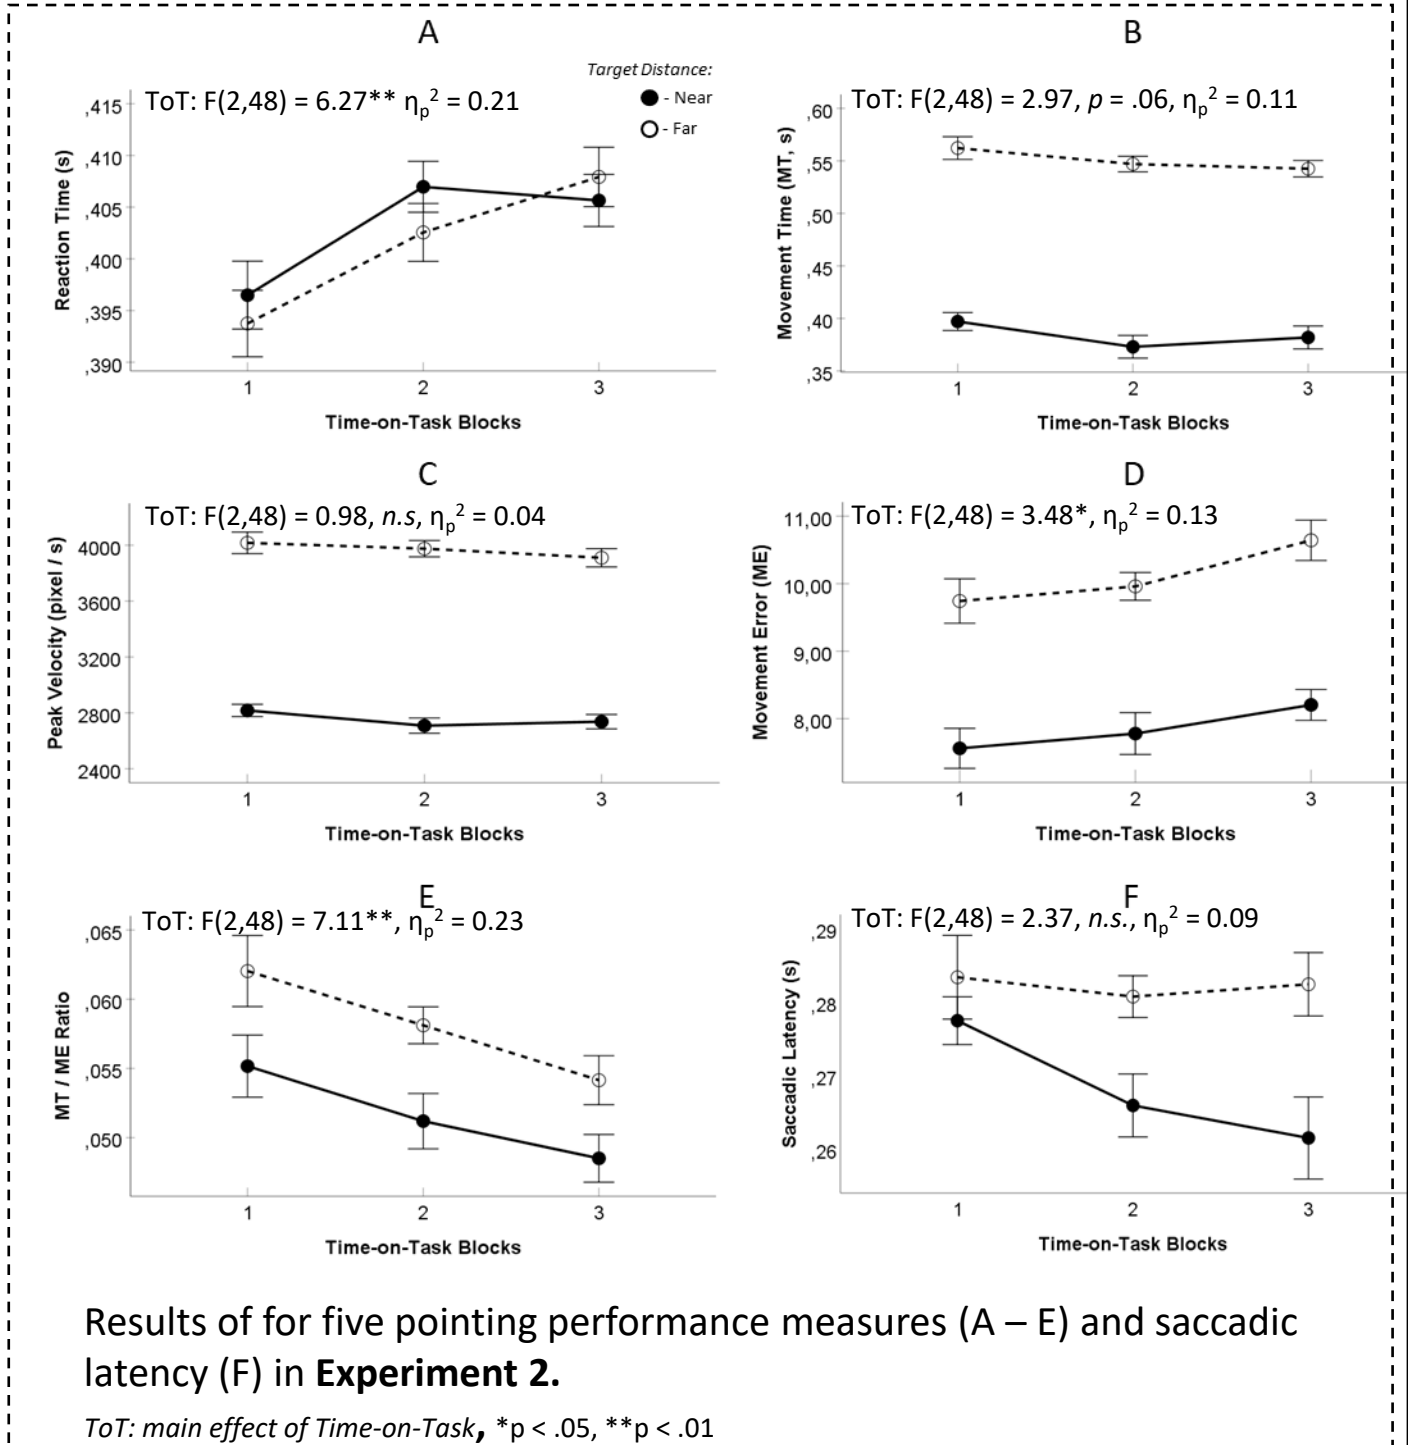 A
Target Distance:
- Near
- Far
ToT: F(2,48) = 6.27** ηp² = 0.21
Reaction Time (s)
,415
,410
,405
,400
,395
,390
1 2 3
Time-on-Task Blocks
B
ToT: F(2,48) = 2.97, p = .06, ηp² = 0.11
Movement Time (MT, s)
,60
,55
,50
,45
,40
,35
1 2 3
Time-on-Task Blocks
C
ToT: F(2,48) = 0.98, n.s, ηp² = 0.04
Peak Velocity (pixel / s)
4000
3600
3200
2800
2400
1 2 3
Time-on-Task Blocks
D
ToT: F(2,48) = 3.48*, ηp² = 0.13
Movement Error (ME)
11,00
10,00
9,00
8,00
1 2 3
Time-on-Task Blocks
E
ToT: F(2,48) = 7.11**, ηp² = 0.23
MT / ME Ratio
,065
,060
,055
,050
1 2 3
Time-on-Task Blocks
F
ToT: F(2,48) = 2.37, n.s., ηp² = 0.09
Saccadic Latency (s)
,29
,28
,27
,26
1 2 3
Time-on-Task Blocks
Results of for five pointing performance measures (A – E) and saccadic
latency (F) in Experiment 2.
ToT: main effect of Time-on-Task, *p < .05, **p < .01